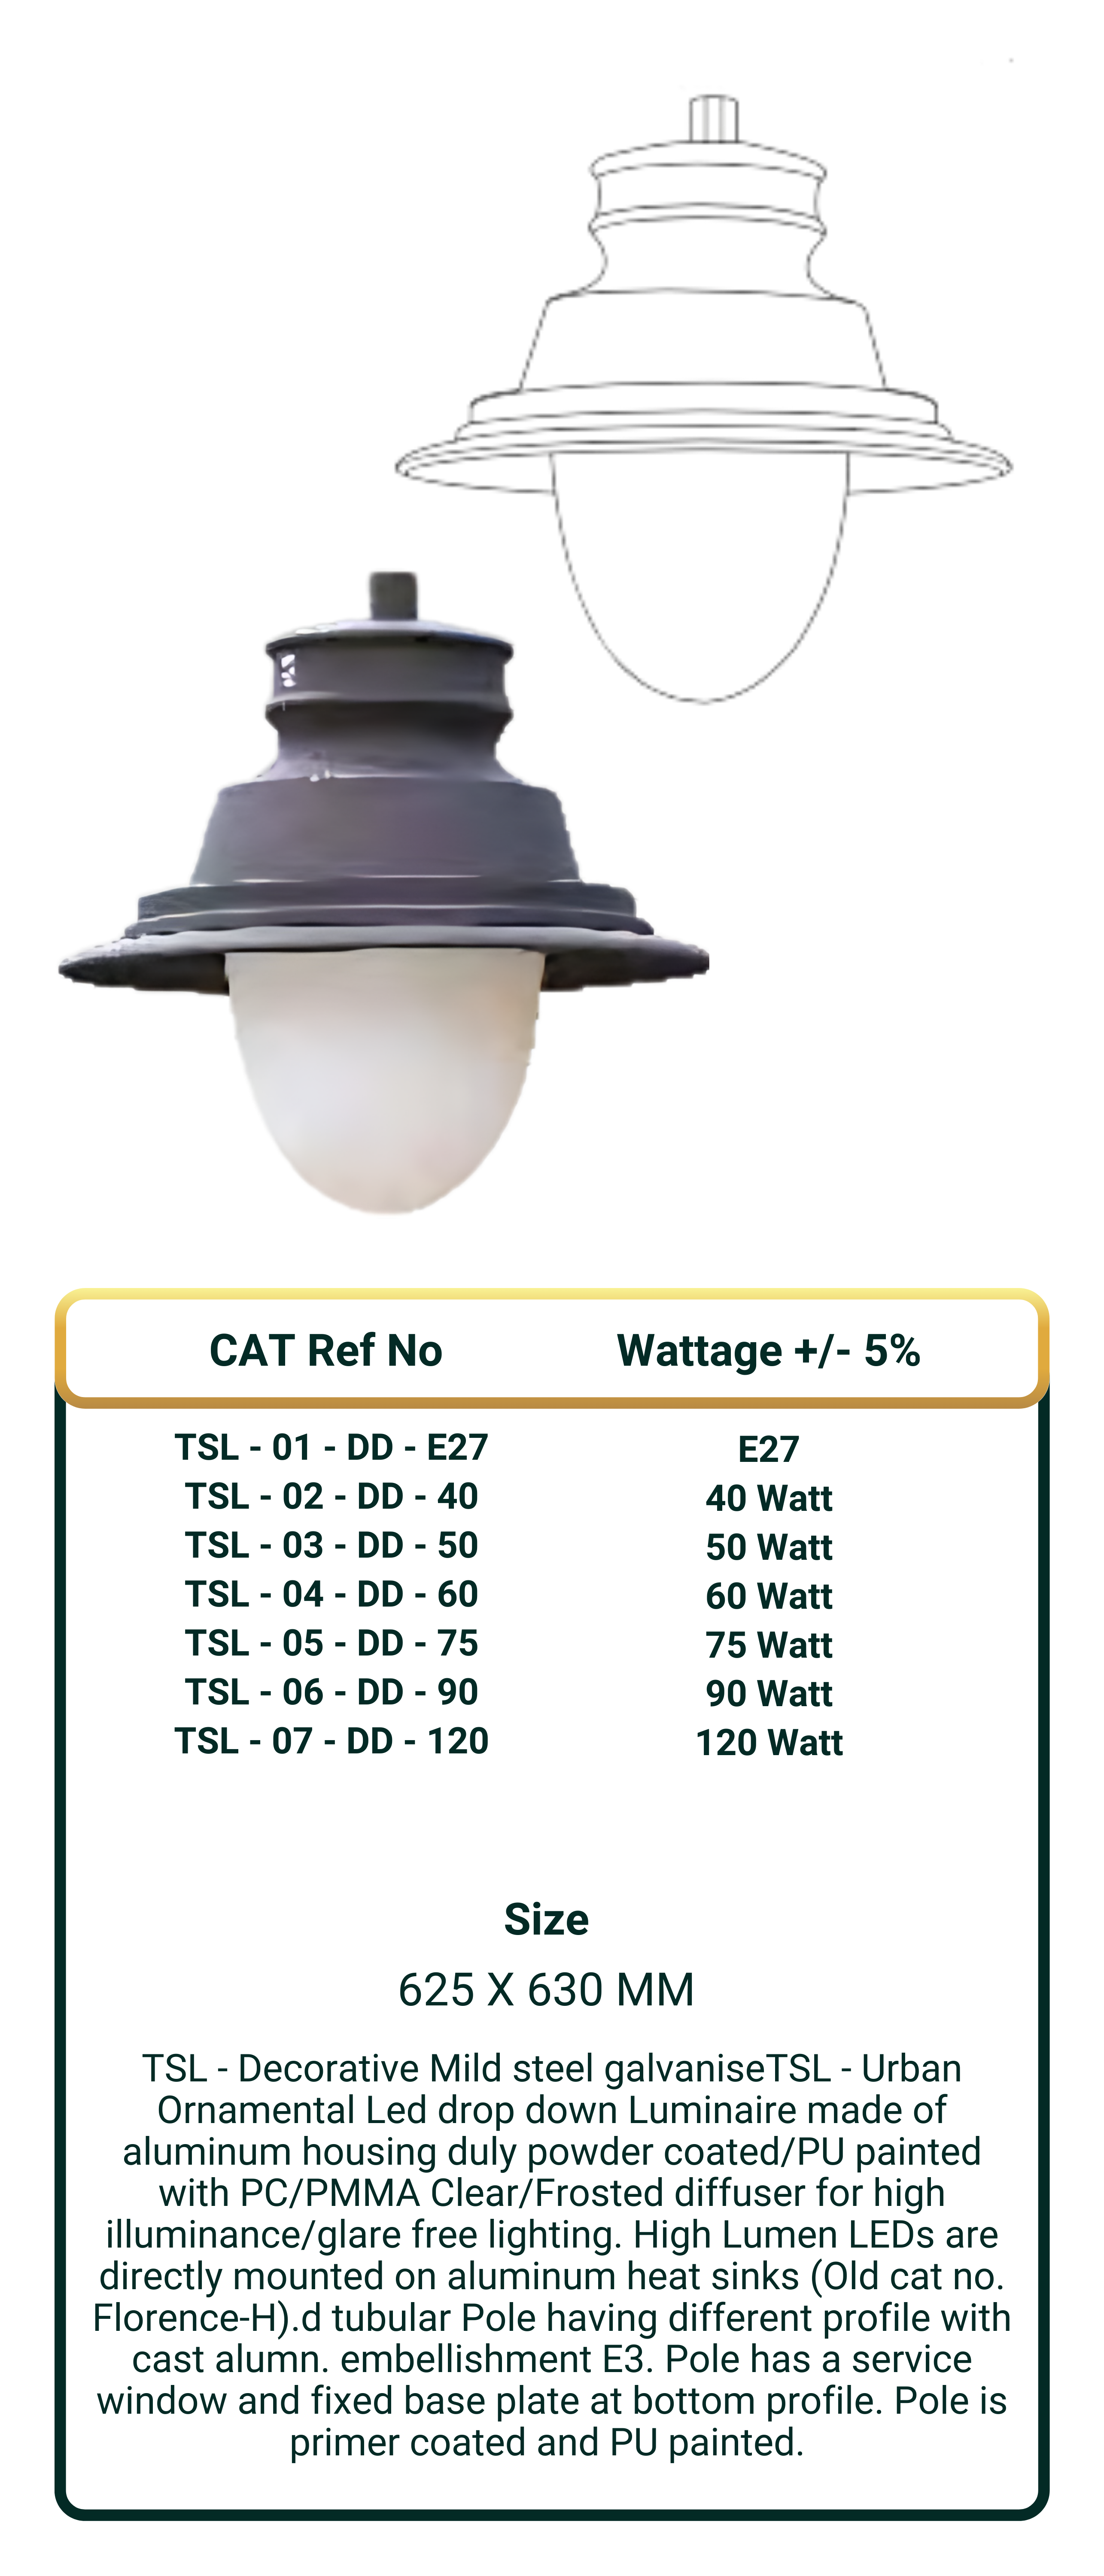 CAT Ref No Wattage +/- 5%
TSL - 01 - DD - E27 E27
TSL - 02 - DD - 40 40 Watt
TSL - 03 - DD - 50 50 Watt
TSL - 04 - DD - 60 60 Watt
TSL - 05 - DD - 75 75 Watt
TSL - 06 - DD - 90 90 Watt
TSL - 07 - DD - 120 120 Watt
Size
625 X 630 MM
TSL - Decorative Mild steel galvaniseTSL - Urban
Ornamental Led drop down Luminaire made of
aluminum housing duly powder coated/PU painted
with PC/PMMA Clear/Frosted diffuser for high
illuminance/glare free lighting. High Lumen LEDs are
directly mounted on aluminum heat sinks (Old cat no.
Florence-H).d tubular Pole having different profile with
cast alumn. embellishment E3. Pole has a service
window and fixed base plate at bottom profile. Pole is
primer coated and PU painted.